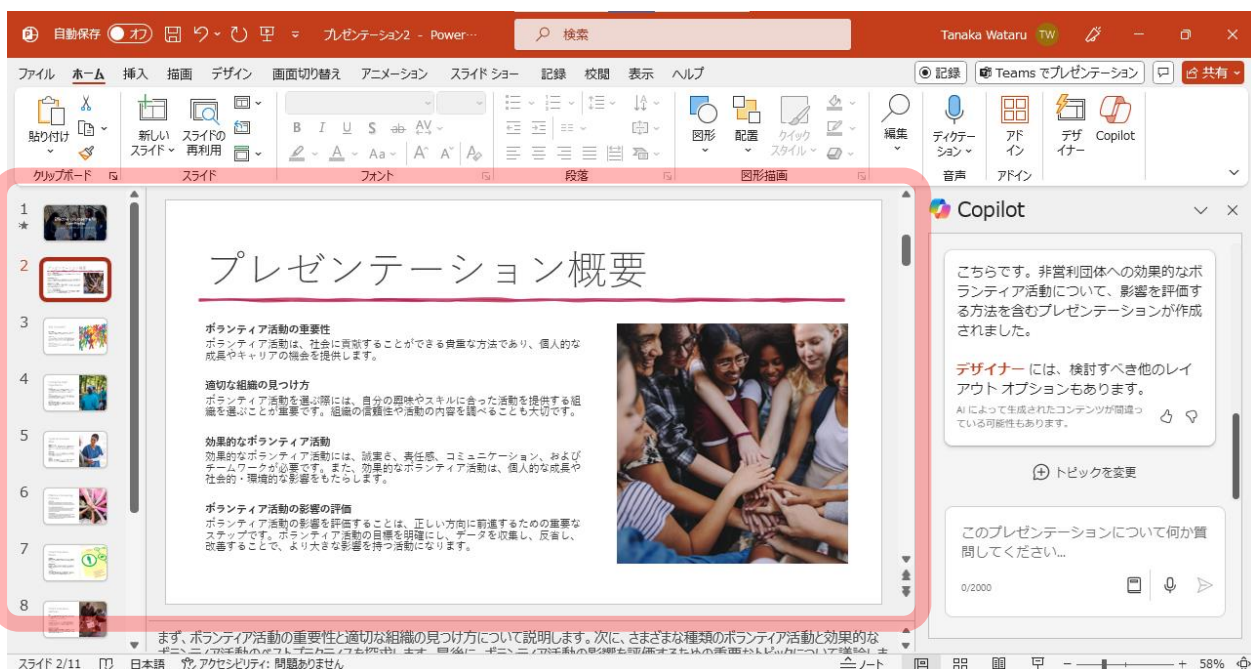 自動保存 オフ プレゼンテーション2 - Power… 検索 Tanaka Wataru TW
ファイル ホーム 挿入 描画 デザイン 画面切り替え アニメーション スライド ショー 記録 校閲 表示 ヘルプ 記録 Teams でプレゼンテーション 共有
貼り付け
新しい
スライド
スライドの
再利用
B I U S ab AV
Aa A A A
図形
配置
クイック
スタイル
編集
ディクテー
ション
アド
イン
デザ
イナー
Copilot
クリップボード スライド フォント 段落 図形描画 音声 アドイン
1
2
3
4
5
6
7
8
プレゼンテーション概要
ボランティア活動の重要性
ボランティア活動は、社会に貢献することができる貴重な方法であり、個人的な
成長やキャリアの機会を提供します。
適切な組織の見つけ方
ボランティア活動を選ぶ際には、自分の興味やスキルに合った活動を提供する組
織を選ぶことが重要です。組織の信頼性や活動の内容を調べることも大切です。
効果的なボランティア活動
効果的なボランティア活動には、誠実さ、責任感、コミュニケーション、および
チームワークが必要です。また、効果的なボランティア活動は、個人的な成長や
社会的・環境的な影響をもたらします。
ボランティア活動の影響の評価
ボランティア活動の影響を評価することは、正しい方向に前進するための重要な
ステップです。ボランティア活動の目標を明確にし、データを収集し、反省し、
改善することで、より大きな影響を持つ活動になります。
Copilot
こちらです。非営利団体への効果的なボ
ランティア活動について、影響を評価す
る方法を含むプレゼンテーションが作成
されました。
デザイナー には、検討すべき他のレイ
アウト オプションもあります。
AI によって生成されたコンテンツが間違っ
ている可能性もあります。
トピックを変更
このプレゼンテーションについて何か質
問してください...
0/2000
まず、ボランティア活動の重要性と適切な組織の見つけ方について説明します。次に、さまざまな種類のボランティア活動と効果的な
スライド 2/11 日本語 アクセシビリティ: 問題ありません ノート 58%